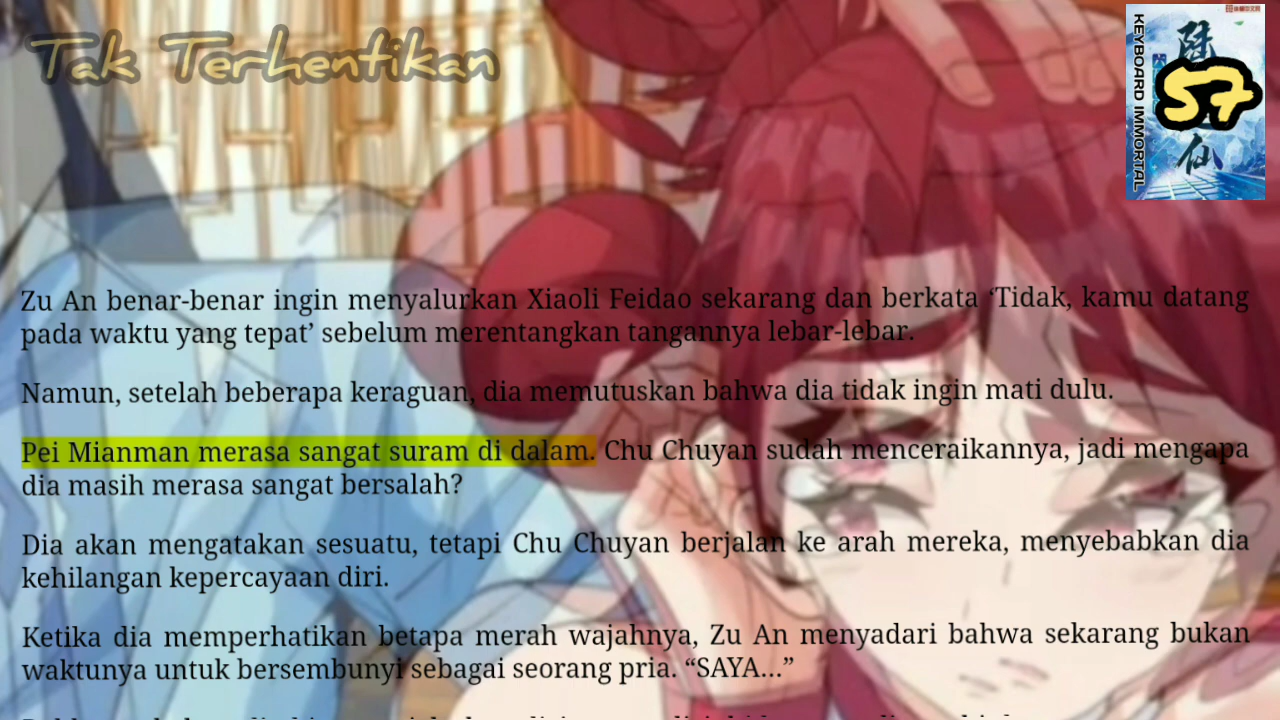 Tak Terhentikan
KEYBOARD IMMORTAL
陆
仙
57
Zu An benar-benar ingin menyalurkan Xiaoli Feidao sekarang dan berkata ‘Tidak, kamu datang
pada waktu yang tepat’ sebelum merentangkan tangannya lebar-lebar.
Namun, setelah beberapa keraguan, dia memutuskan bahwa dia tidak ingin mati dulu.
Pei Mianman merasa sangat suram di dalam. Chu Chuyan sudah menceraikannya, jadi mengapa
dia masih merasa sangat bersalah?
Dia akan mengatakan sesuatu, tetapi Chu Chuyan berjalan ke arah mereka, menyebabkan dia
kehilangan kepercayaan diri.
Ketika dia memperhatikan betapa merah wajahnya, Zu An menyadari bahwa sekarang bukan
waktunya untuk bersembunyi sebagai seorang pria. “SAYA…”